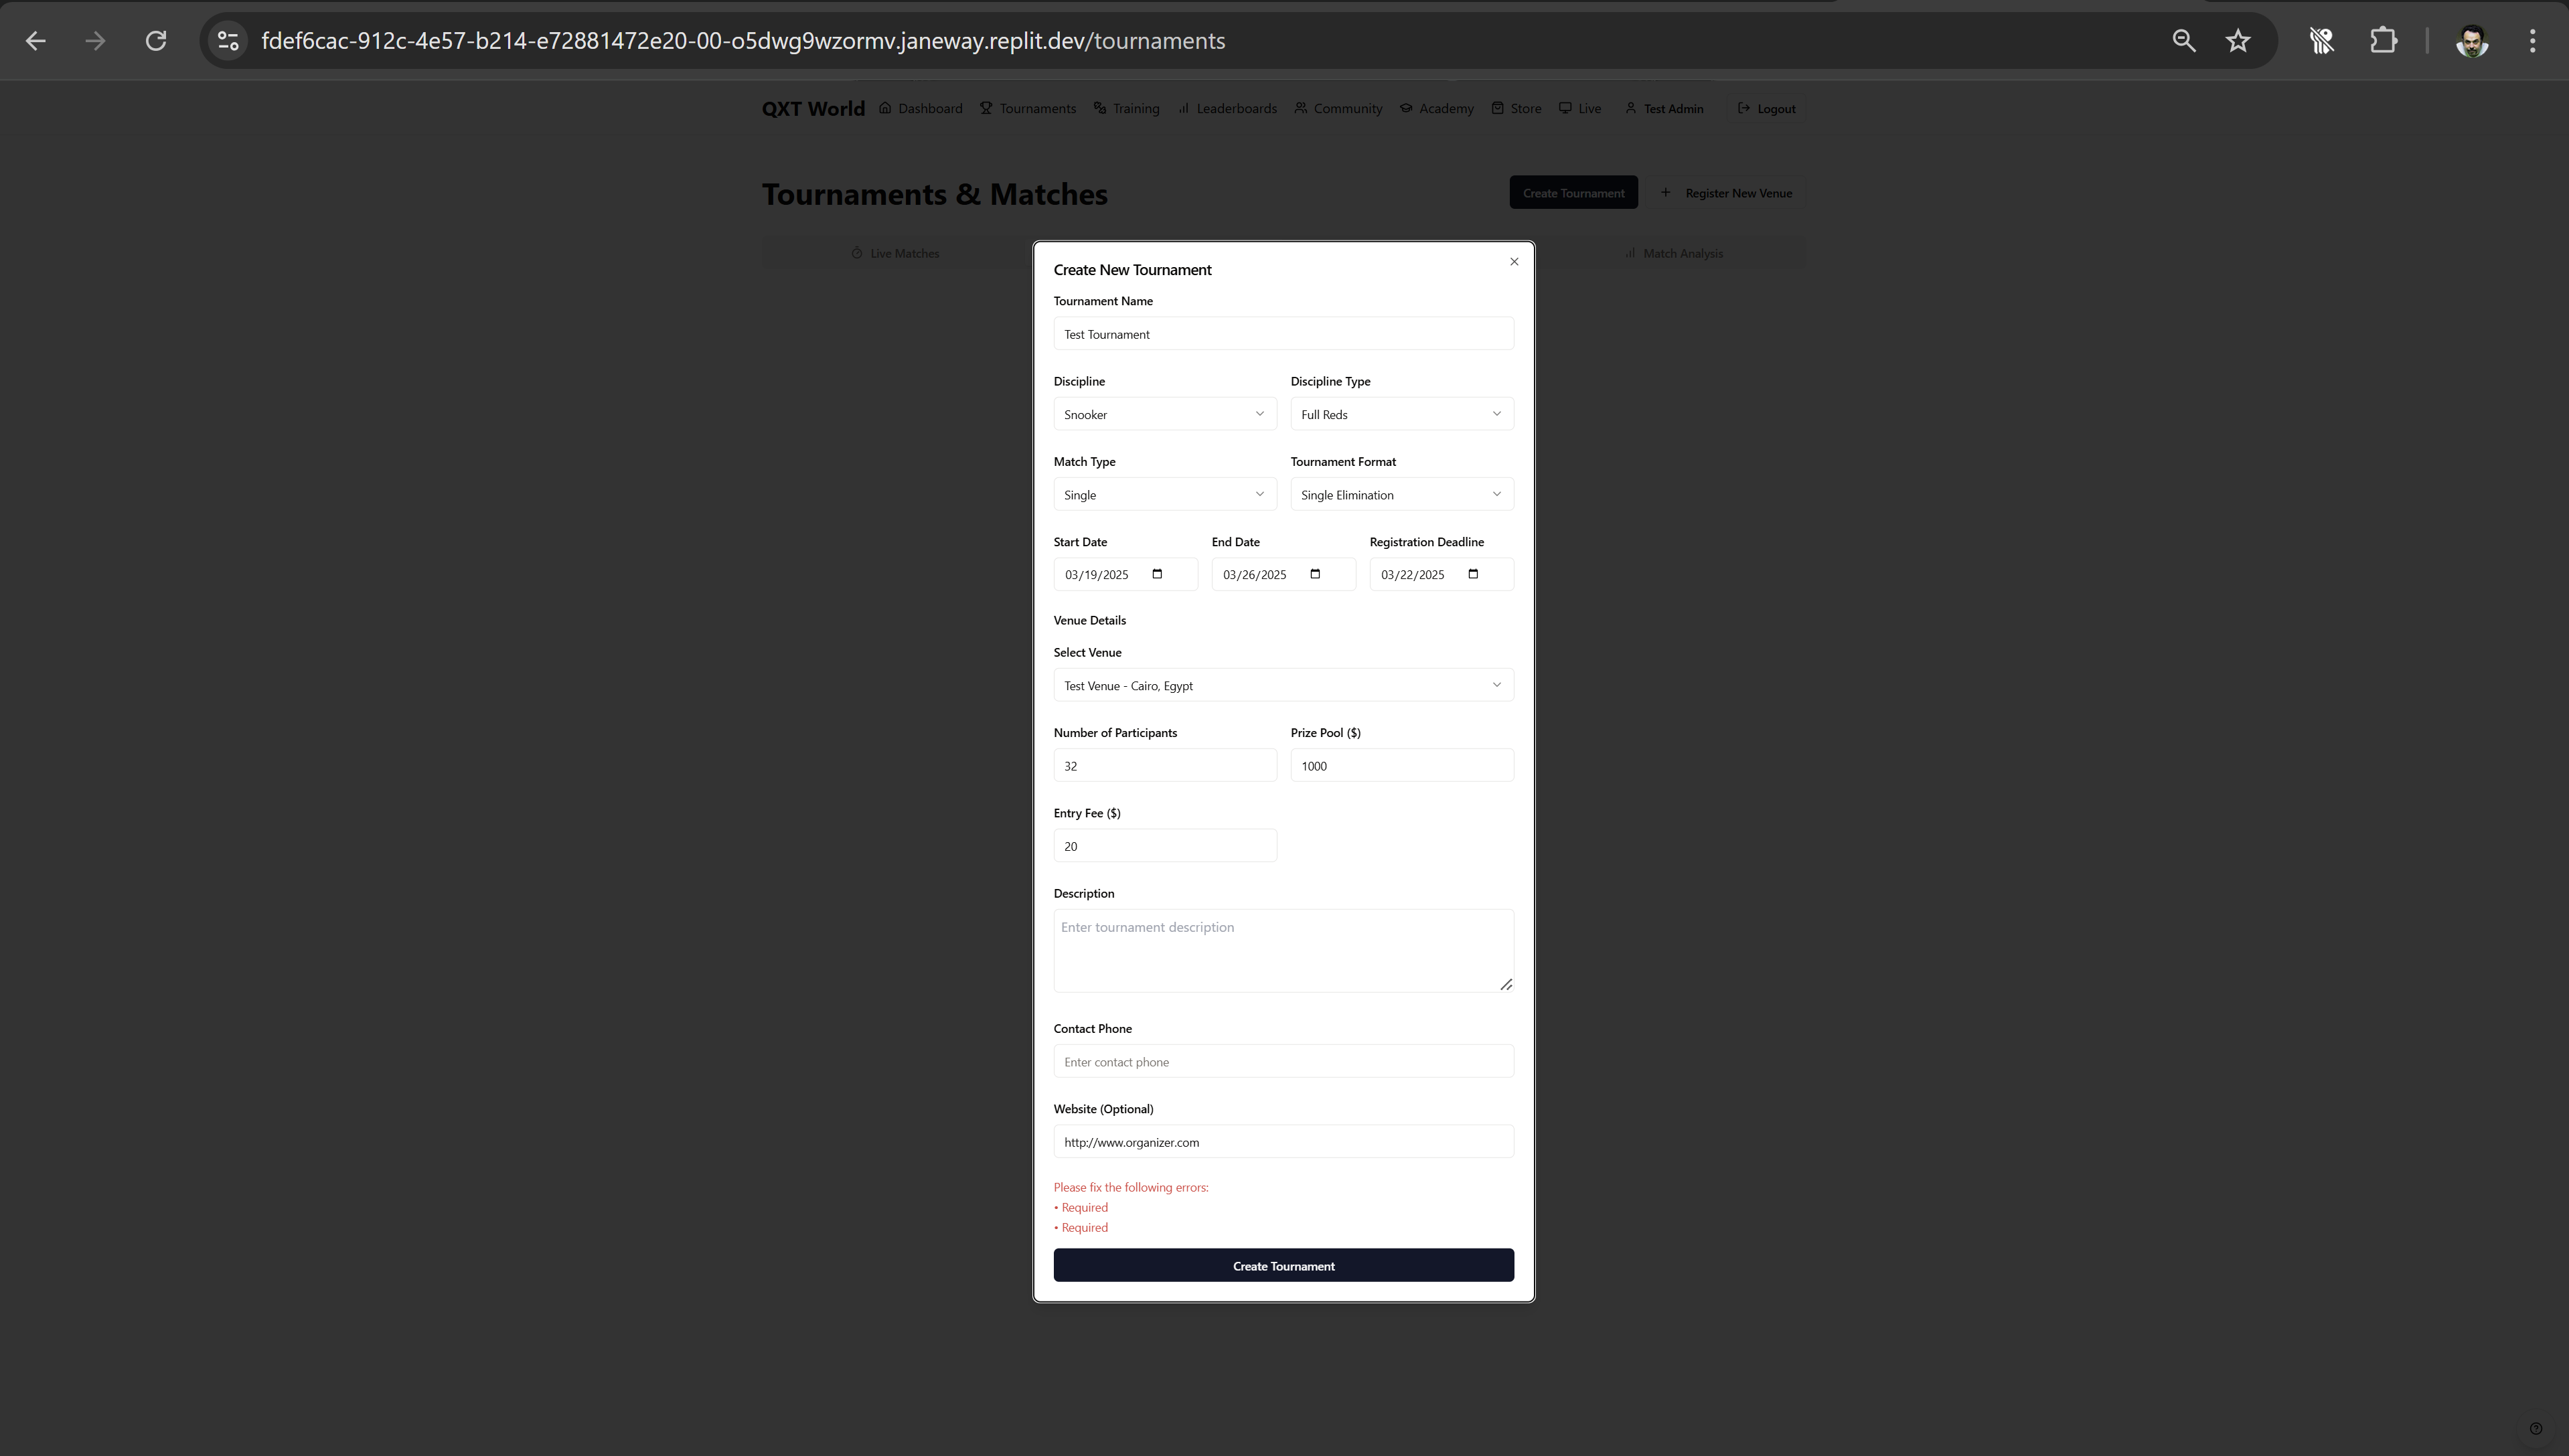 fdef6cac-912c-4e57-b214-e72881472e20-00-o5dwg9wzormv.janeway.replit.dev/tournaments
QXT World Dashboard Tournaments Training Leaderboards Community Academy Store Live Test Admin Logout
Tournaments & Matches Create Tournament + Register New Venue
Live Matches Match Analysis
Create New Tournament
Tournament Name
Test Tournament
Discipline Discipline Type
Snooker Full Reds
Match Type Tournament Format
Single Single Elimination
Start Date End Date Registration Deadline
03/19/2025 03/26/2025 03/22/2025
Venue Details
Select Venue
Test Venue - Cairo, Egypt
Number of Participants Prize Pool ($)
32 1000
Entry Fee ($)
20
Description
Enter tournament description
Contact Phone
Enter contact phone
Website (Optional)
http://www.organizer.com
Please fix the following errors:
• Required
• Required
Create Tournament